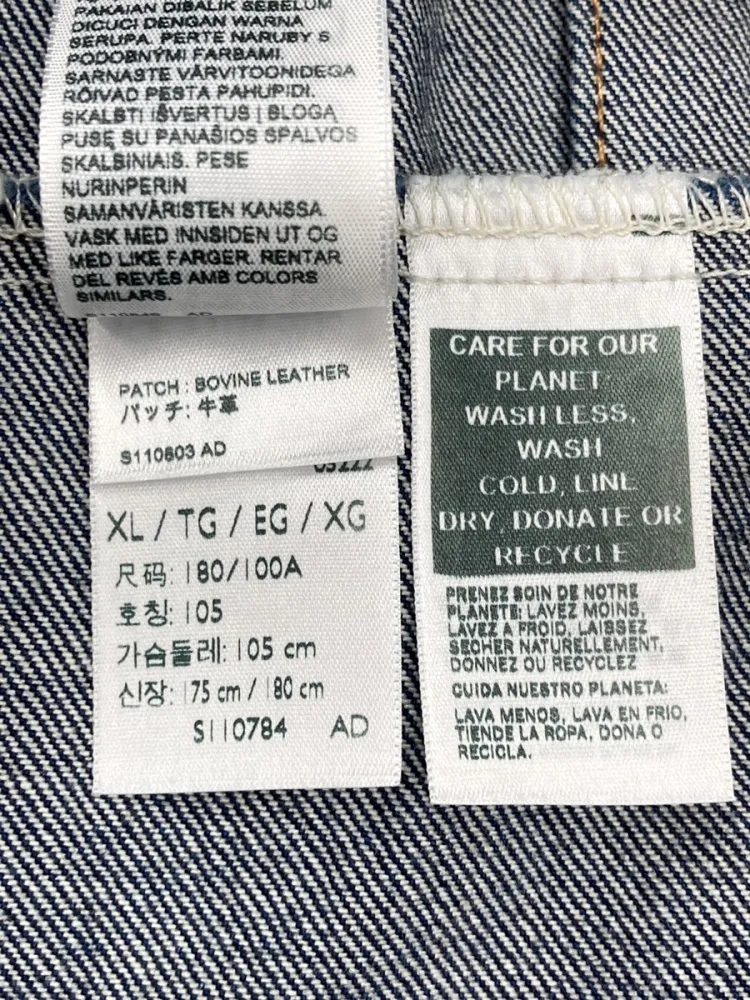 PAKAIAN DIBALIK SEBELUM
DICUCI DENGAN WARNA
SERUPA. PERTE NARUBY S
PODOBNÝMI FARBAMI.
SARNASTE VÄRVITOONIDEGA
RÕIVAD PESTA PAHUPIDI.
SKALBTI IŠVERTUS Į BLOGĄ
PUSĘ SU PANAŠIOS SPALVOS
SKALBINIAIS. PESE
NURINPERIN
SAMANVÄRISTEN KANSSA.
VASK MED INNSIDEN UT OG
MED LIKE FARGER. RENTAR
DEL REVÉS AMB COLORS
SIMILARS.
PATCH : BOVINE LEATHER
パッチ: 牛革
S110803 AD
XL / TG / EG / XG
尺码: 180/100A
호칭: 105
가슴둘레: 105 cm
신장: 175 cm / 180 cm
S110784 AD
CARE FOR OUR
PLANET:
WASH LESS,
WASH
COLD, LINE
DRY, DONATE OR
RECYCLE
PRENEZ SOIN DE NOTRE
PLANETE: LAVEZ MOINS,
LAVEZ A FROID, LAISSEZ
SECHER NATURELLEMENT,
DONNEZ OU RECYCLEZ
CUIDA NUESTRO PLANETA:
LAVA MENOS, LAVA EN FRIO,
TIENDE LA ROPA, DONA O
RECICLA.